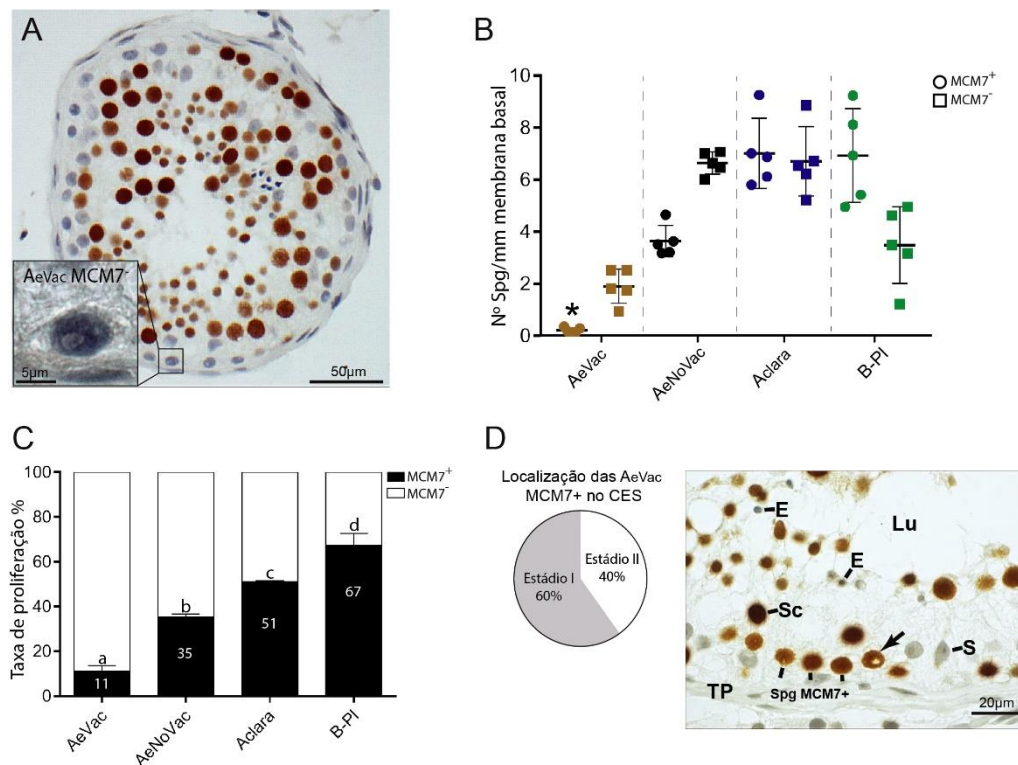 A
AeVac MCM7-
5µm
50µm
B
Nº Spg/mm membrana basal
10
8
6
4
2
0
MCM7+
MCM7-
*
AeVac
AeNoVac
Aclara
B-Pl
C
Taxa de proliferação %
100
80
60
40
20
0
MCM7+
MCM7-
a
b
c
d
11
35
51
67
AeVac
AeNoVac
Aclara
B-Pl
D
Localização das AeVac
MCM7+ no CES
Estádio I
60%
Estádio II
40%
E
Lu
E
Sc
S
TP
Spg MCM7+
20µm